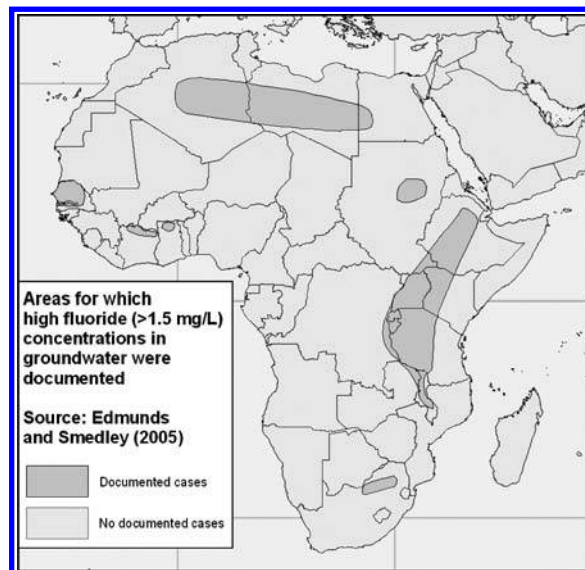 Areas for which
high fluoride (>1.5 mg/L)
concentrations in
groundwater were
documented
Source: Edmunds
and Smedley (2005)
Documented cases
No documented cases